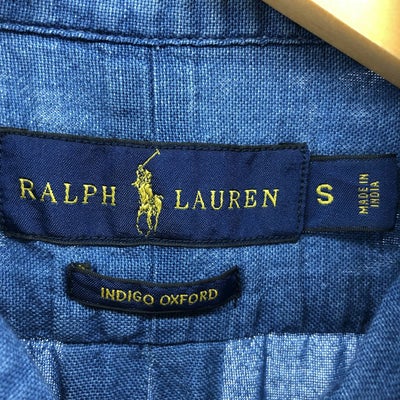 RALPH LAUREN
S
MADE IN
INDIA
INDIGO OXFORD